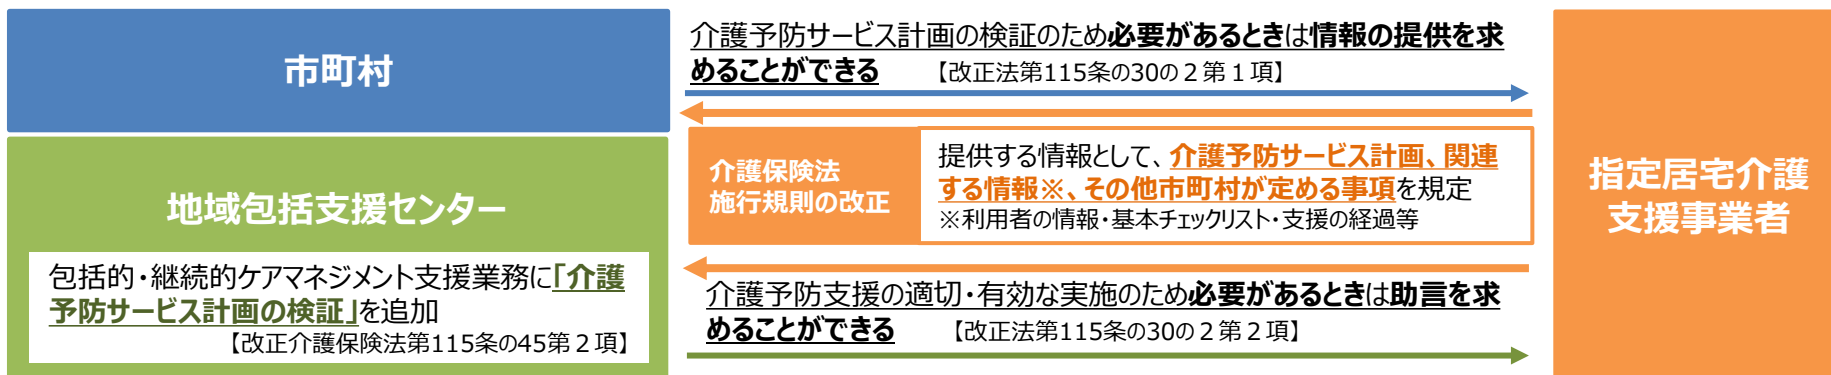 市町村
地域包括支援センター
包括的・継続的ケアマネジメント支援業務に「介護
予防サービス計画の検証」を追加
【改正介護保険法第115条の45第２項】
介護予防サービス計画の検証のため必要があるときは情報の提供を求
めることができる　【改正法第115条の30の２第１項】
介護保険法
施行規則の改正
提供する情報として、介護予防サービス計画、関連
する情報※、その他市町村が定める事項を規定
※利用者の情報・基本チェックリスト・支援の経過等
介護予防支援の適切・有効な実施のため必要があるときは助言を求
めることができる　【改正法第115条の30の２第２項】
指定居宅介護
支援事業者